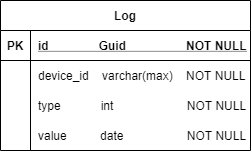 Log
PK id Guid NOT NULL
device_id varchar(max) NOT NULL
type int NOT NULL
value date NOT NULL